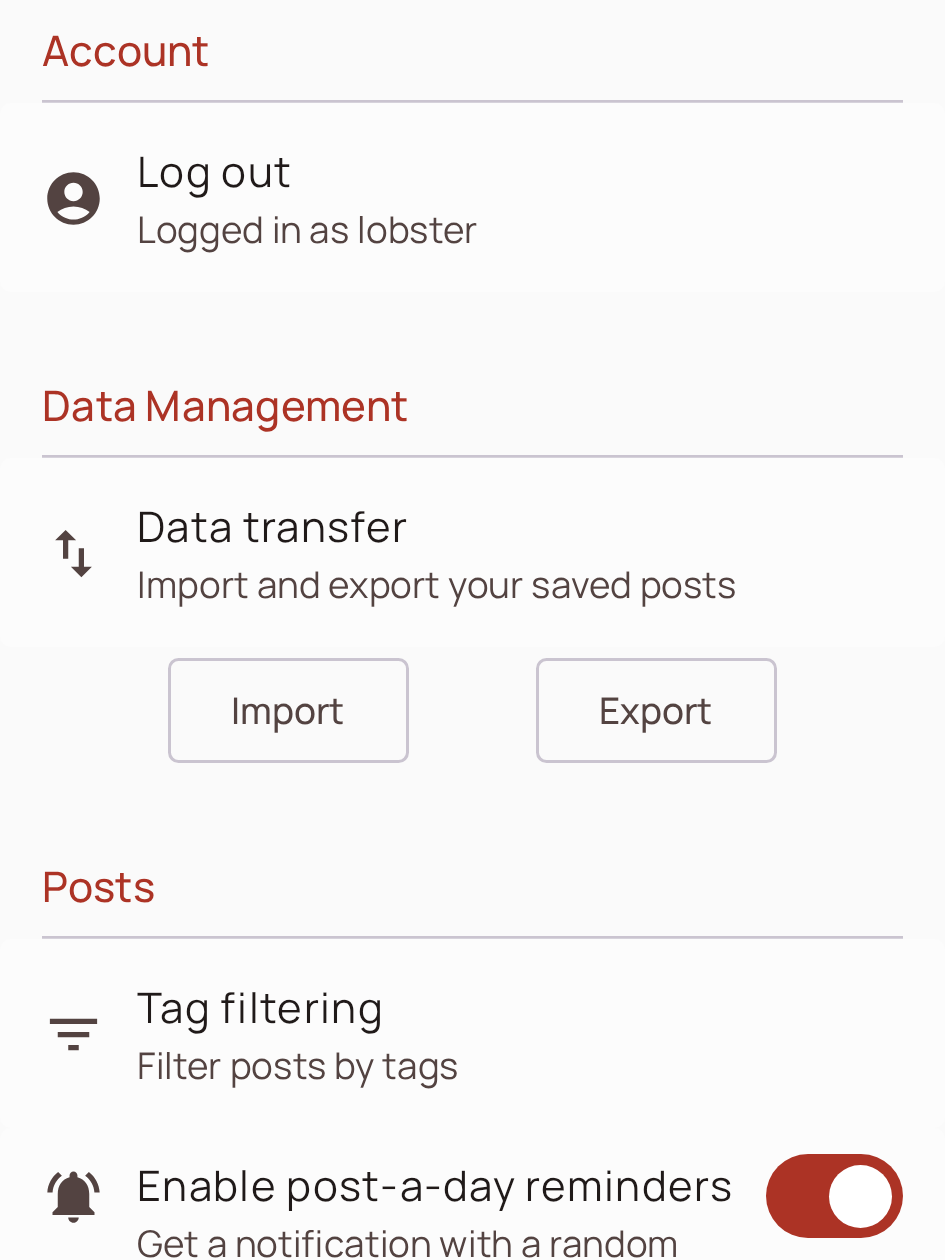 Account
Log out
Logged in as lobster
Data Management
Data transfer
Import and export your saved posts
Import
Export
Posts
Tag filtering
Filter posts by tags
Enable post-a-day reminders
Get a notification with a random